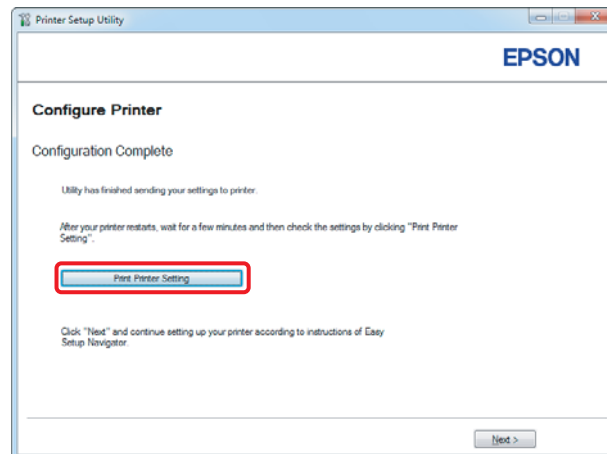 Printer Setup Utility
EPSON
Configure Printer
Configuration Complete
Utility has finished sending your settings to printer.
After your printer restarts, wait for a few minutes and then check the settings by clicking "Print Printer
Setting".
Print Printer Setting
Click "Next" and continue setting up your printer according to instructions of Easy
Setup Navigator.
Next >